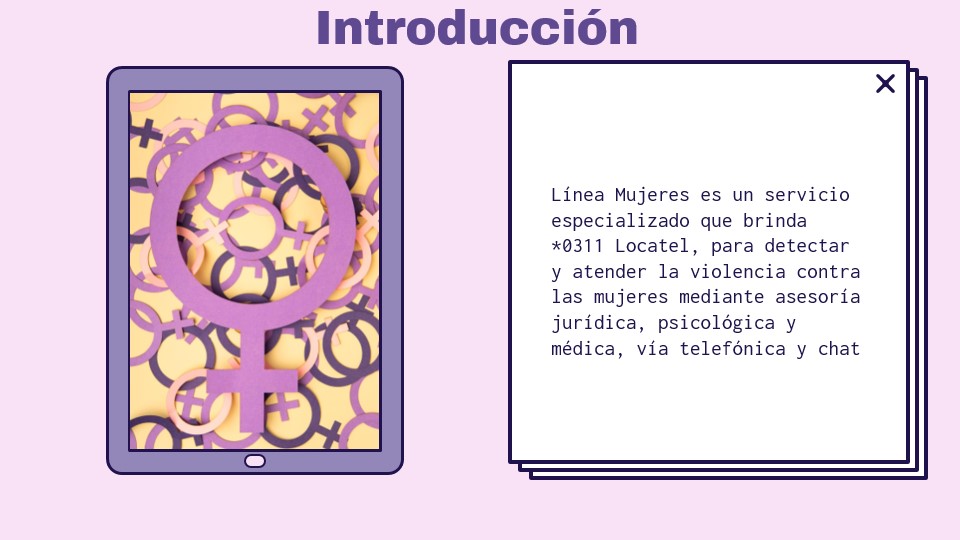 Introducción
Línea Mujeres es un servicio
especializado que brinda
*0311 Locatel, para detectar
y atender la violencia contra
las mujeres mediante asesoría
jurídica, psicológica y
médica, vía telefónica y chat